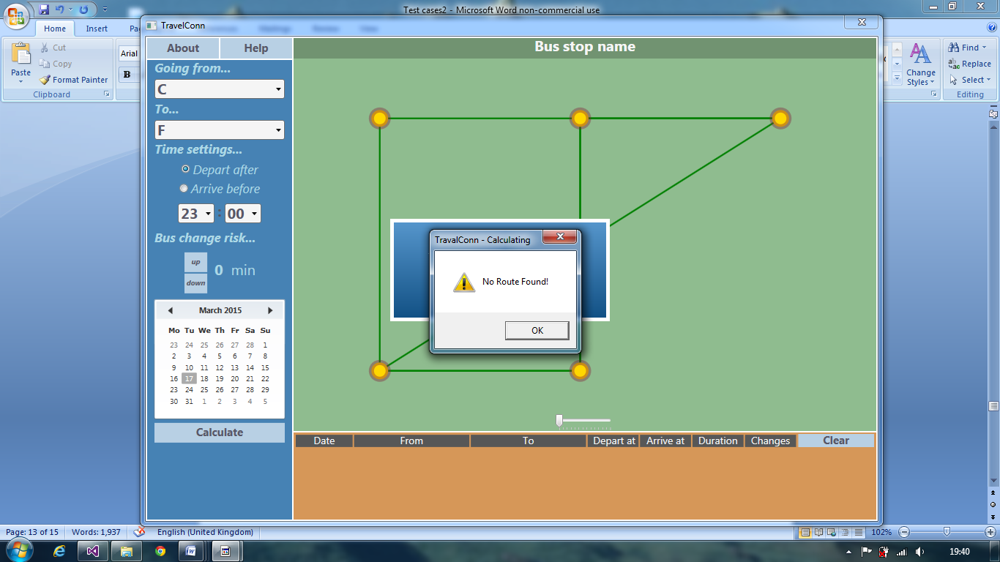 Test cases2 - Microsoft Word non-commercial use
TravelConn
Home
Insert
Cut
Copy
Format Painter
Paste
Clipboard
Arial
B
Find
Replace
Select
Change
Styles
Editing
About
Help
Bus stop name
Going from...
C
To...
F
Time settings...
Depart after
Arrive before
23 : 00
Bus change risk...
up
down
0 min
March 2015
Mo Tu We Th Fr Sa Su
23 24 25 26 27 28 1
2 3 4 5 6 7 8
9 10 11 12 13 14 15
16 17 18 19 20 21 22
23 24 25 26 27 28 29
30 31 1 2 3 4 5
Calculate
TravalConn - Calculating
No Route Found!
OK
Date From To Depart at Arrive at Duration Changes Clear
Page: 13 of 15 Words: 1,937 English (United Kingdom) 102%
19:40